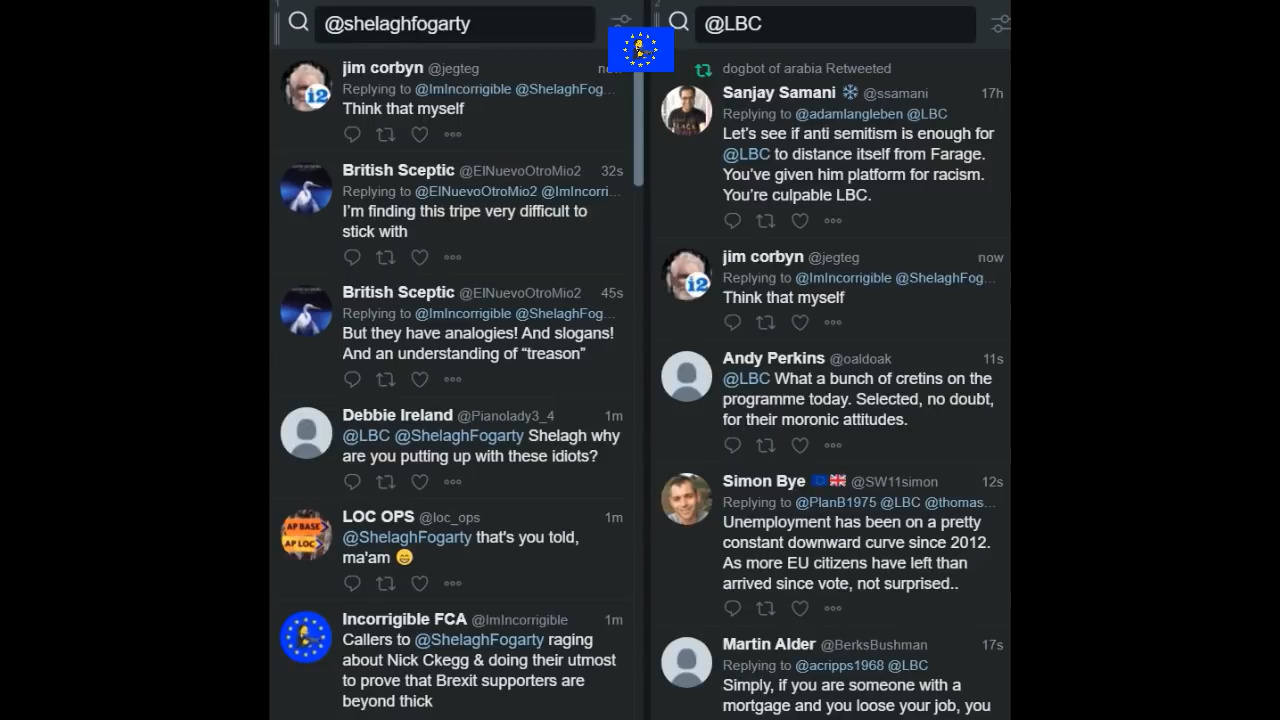 @shelaghfogarty
jim corbyn @jegteg
Replying to @ImIncorrigible @ShelaghFog...
Think that myself
British Sceptic @ElNuevoOtroMio2 32s
Replying to @ElNuevoOtroMio2 @ImIncorri...
I'm finding this tripe very difficult to
stick with
British Sceptic @ElNuevoOtroMio2 45s
Replying to @ImIncorrigible @ShelaghFog...
But they have analogies! And slogans!
And an understanding of “treason”
Debbie Ireland @Pianolady3_4 1m
@LBC @ShelaghFogarty Shelagh why
are you putting up with these idiots?
LOC OPS @loc_ops 1m
@ShelaghFogarty that's you told,
ma'am 😁
AP BASE
AP LOC
Incorrigible FCA @ImIncorrigible 1m
Callers to @ShelaghFogarty raging
about Nick Ckegg & doing their utmost
to prove that Brexit supporters are
beyond thick
2
@LBC
dogbot of arabia Retweeted
Sanjay Samani ❄ @ssamani 17h
Replying to @adamlangleben @LBC
Let's see if anti semitism is enough for
@LBC to distance itself from Farage.
You've given him platform for racism.
You're culpable LBC.
jim corbyn @jegteg now
Replying to @ImIncorrigible @ShelaghFog...
Think that myself
Andy Perkins @oaldoak 11s
@LBC What a bunch of cretins on the
programme today. Selected, no doubt,
for their moronic attitudes.
Simon Bye 🇪🇺🇬🇧 @SW11simon 12s
Replying to @PlanB1975 @LBC @thomas...
Unemployment has been on a pretty
constant downward curve since 2012.
As more EU citizens have left than
arrived since vote, not surprised..
Martin Alder @BerksBushman 17s
Replying to @acripps1968 @LBC
Simply, if you are someone with a
mortgage and you loose your job, you